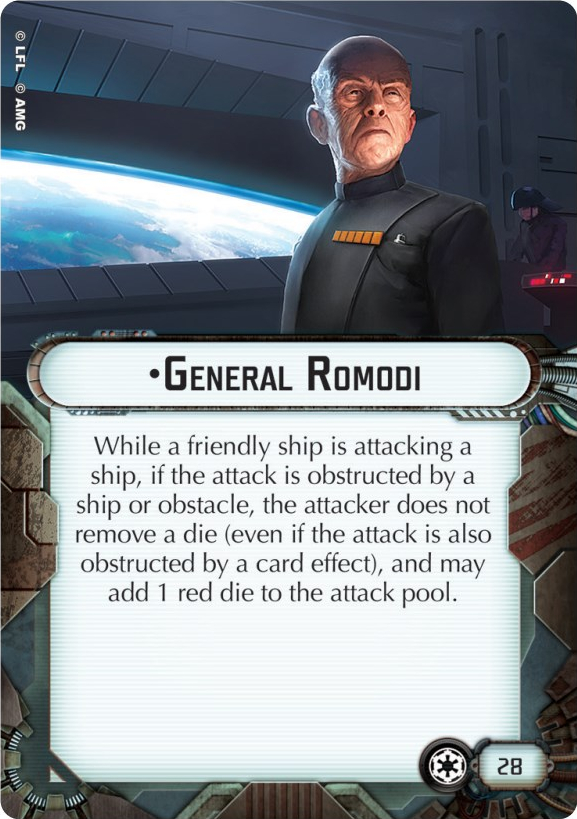 © LFL © AMG
•General Romodi
While a friendly ship is attacking a
ship, if the attack is obstructed by a
ship or obstacle, the attacker does not
remove a die (even if the attack is also
obstructed by a card effect), and may
add 1 red die to the attack pool.
28